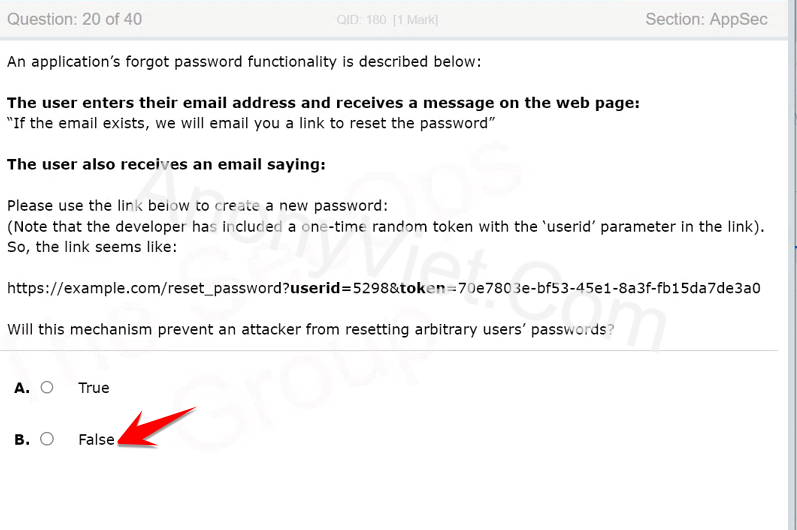 Question: 20 of 40
QID: 180 [1 Mark]
Section: AppSec
An application’s forgot password functionality is described below:
The user enters their email address and receives a message on the web page:
“If the email exists, we will email you a link to reset the password”
The user also receives an email saying:
Please use the link below to create a new password:
(Note that the developer has included a one-time random token with the ‘userid’ parameter in the link).
So, the link seems like:
https://example.com/reset_password?userid=5298&token=70e7803e-bf53-45e1-8a3f-fb15da7de3a0
Will this mechanism prevent an attacker from resetting arbitrary users’ passwords?
A. True
B. False
AnonyViet.Com
The SecOps
Group